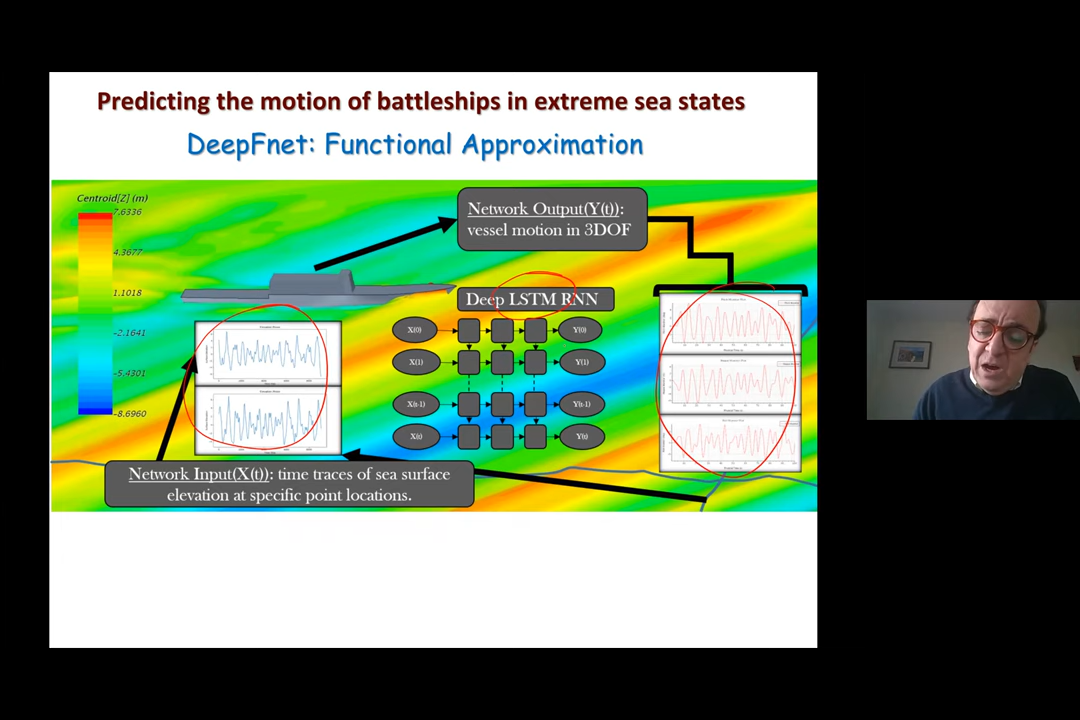 Predicting the motion of battleships in extreme sea states
DeepFnet: Functional Approximation
Centroid[Z] (m)
7.6336
4.3677
1.1018
-2.1641
-5.4301
-8.6960
Network Output(Y(t)):
vessel motion in 3DOF
Deep LSTM RNN
X(0)
Y(0)
X(1)
Y(1)
X(t-1)
Y(t-1)
X(t)
Y(t)
Network Input(X(t)): time traces of sea surface
elevation at specific point locations.